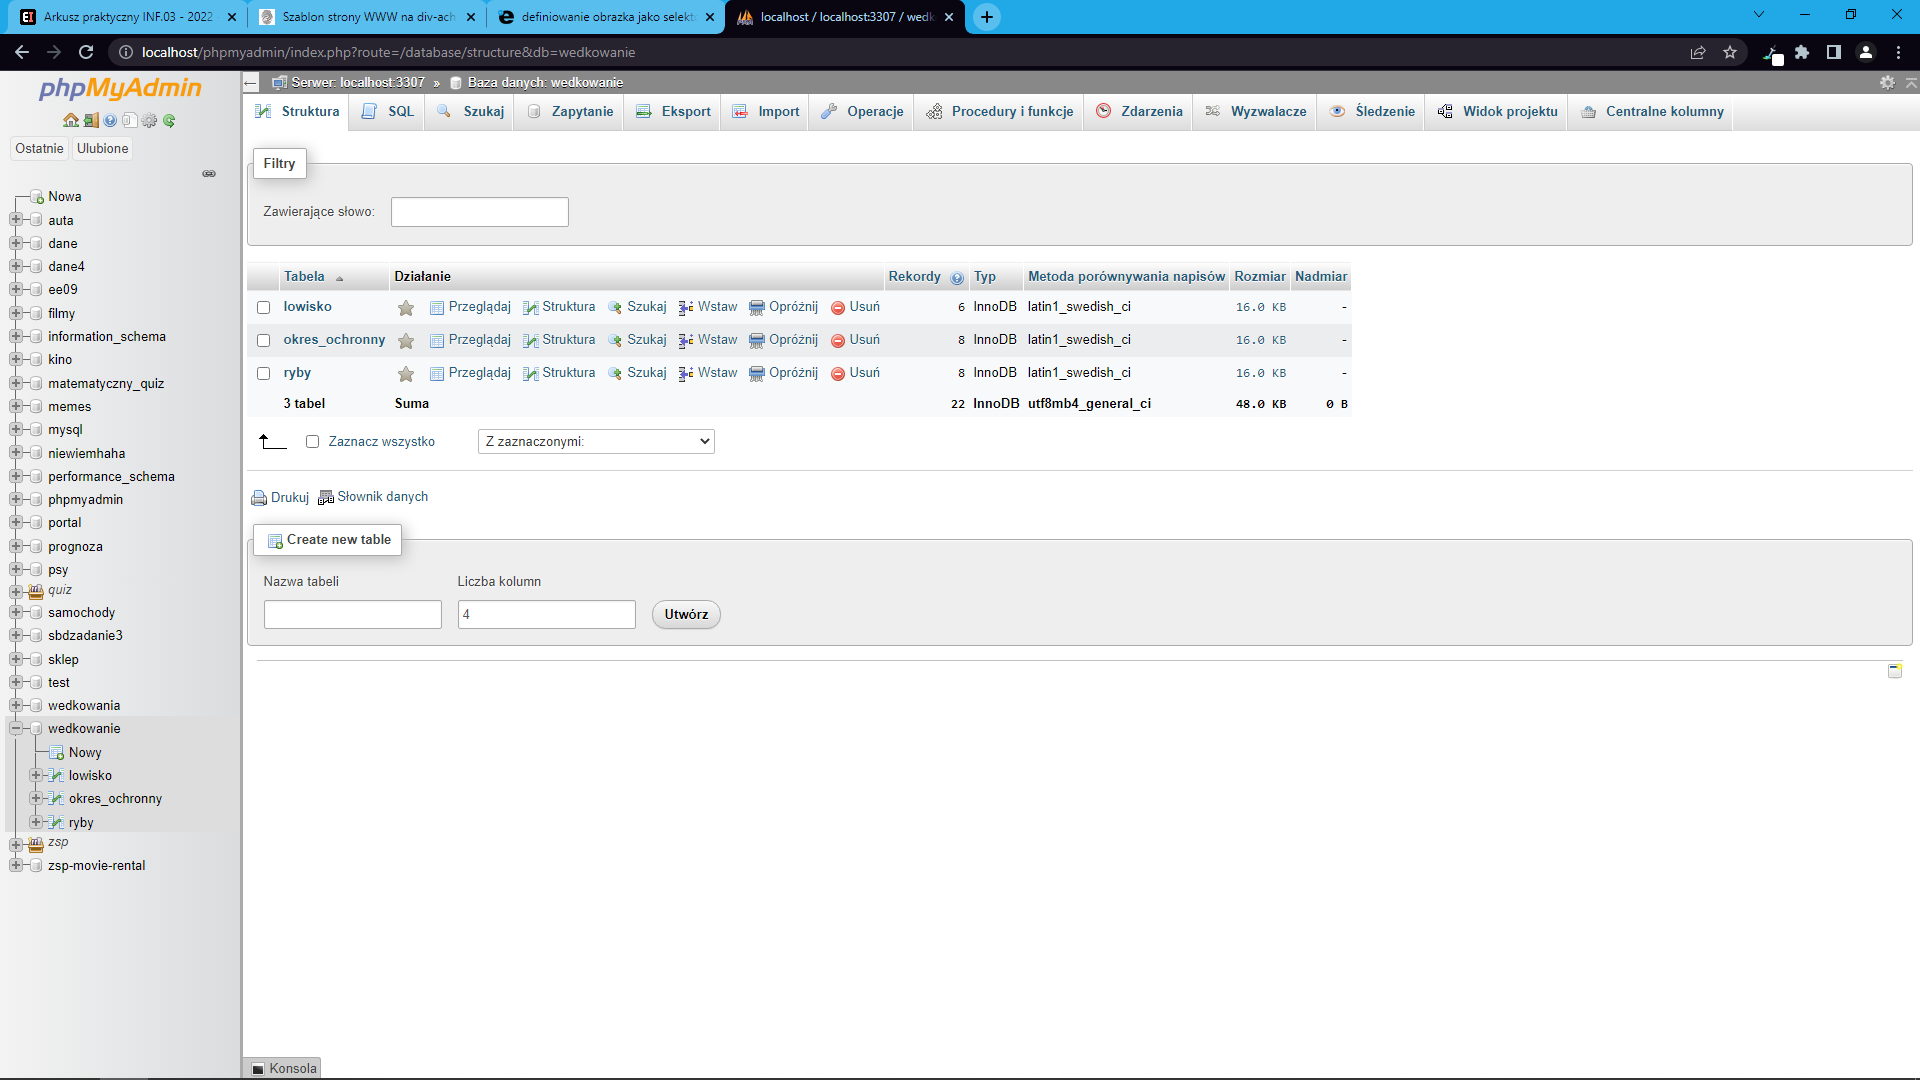 Arkusz praktyczny INF.03 - 2022
Szablon strony WWW na div-ach
definiowanie obrazka jako selekt
localhost / localhost:3307 / wedk
localhost/phpmyadmin/index.php?route=/database/structure&db=wedkowanie
phpMyAdmin
Ostatnie
Ulubione
Nowa
auta
dane
dane4
ee09
filmy
information_schema
kino
matematyczny_quiz
memes
mysql
niewiemhaha
performance_schema
phpmyadmin
portal
prognoza
psy
quiz
samochody
sbdzadanie3
sklep
test
wedkowania
wedkowanie
Nowy
lowisko
okres_ochronny
ryby
zsp
zsp-movie-rental
Serwer: localhost:3307 » Baza danych: wedkowanie
Struktura SQL Szukaj Zapytanie Eksport Import Operacje Procedury i funkcje Zdarzenia Wyzwalacze Śledzenie Widok projektu Centralne kolumny
Filtry
Zawierające słowo:
Tabela Działanie Rekordy Typ Metoda porównywania napisów Rozmiar Nadmiar
lowisko Przeglądaj Struktura Szukaj Wstaw Opróżnij Usuń 6 InnoDB latin1_swedish_ci 16.0 KB -
okres_ochronny Przeglądaj Struktura Szukaj Wstaw Opróżnij Usuń 8 InnoDB latin1_swedish_ci 16.0 KB -
ryby Przeglądaj Struktura Szukaj Wstaw Opróżnij Usuń 8 InnoDB latin1_swedish_ci 16.0 KB -
3 tabel Suma 22 InnoDB utf8mb4_general_ci 48.0 KB 0 B
Zaznacz wszystko Z zaznaczonymi:
Drukuj Słownik danych
Create new table
Nazwa tabeli Liczba kolumn
4 Utwórz
Konsola